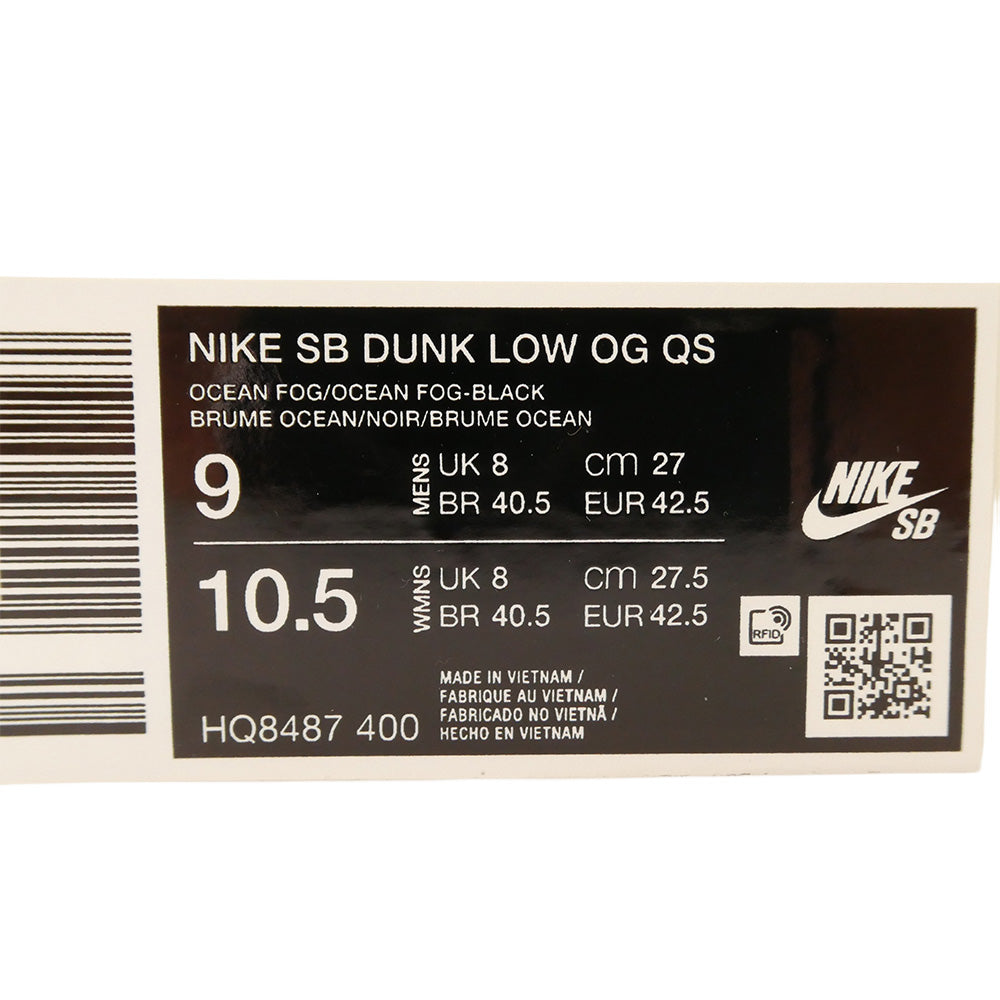 NIKE SB DUNK LOW OG QS
OCEAN FOG/OCEAN FOG-BLACK
BRUME OCEAN/NOIR/BRUME OCEAN
9 MENS UK 8 cm 27
BR 40.5 EUR 42.5
10.5 WMNS UK 8 cm 27.5
BR 40.5 EUR 42.5
NIKE
SB
RFID
MADE IN VIETNAM /
FABRIQUE AU VIETNAM /
FABRICADO NO VIETNÃ /
HECHO EN VIETNAM
HQ8487 400